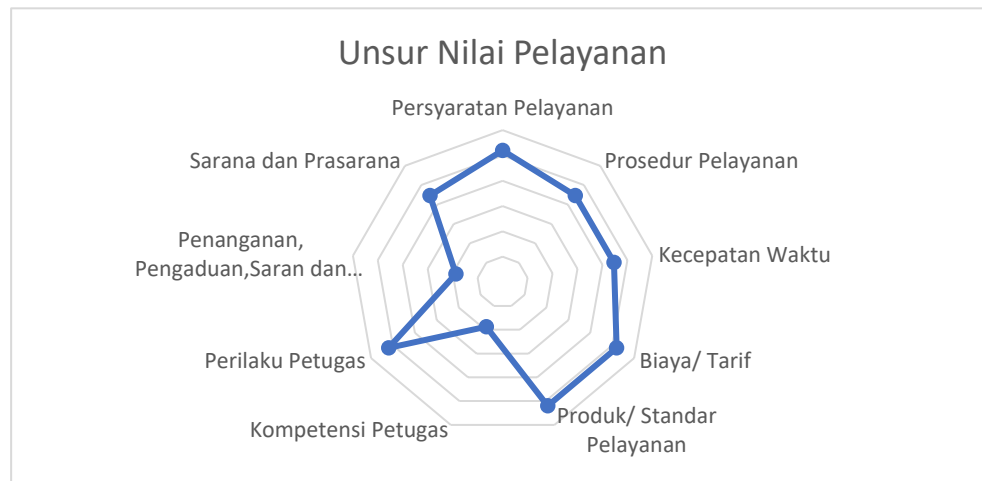 Unsur Nilai Pelayanan
Persyaratan Pelayanan
Prosedur Pelayanan
Kecepatan Waktu
Biaya/ Tarif
Produk/ Standar
Pelayanan
Kompetensi Petugas
Perilaku Petugas
Penanganan,
Pengaduan,Saran dan...
Sarana dan Prasarana